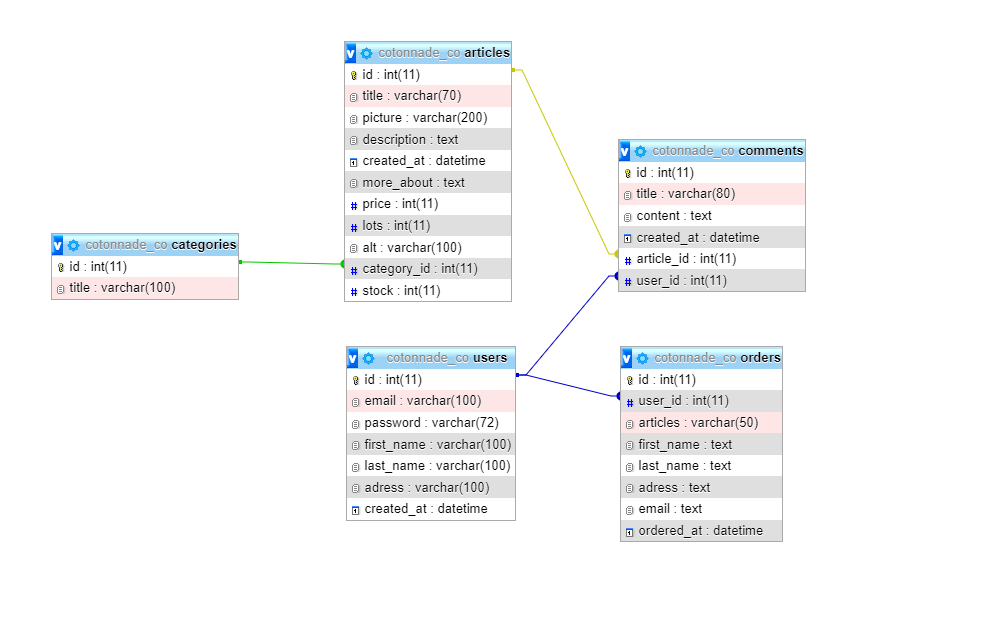 v cotonnade_co articles
id : int(11)
title : varchar(70)
picture : varchar(200)
description : text
created_at : datetime
more_about : text
# price : int(11)
# lots : int(11)
alt : varchar(100)
# category_id : int(11)
# stock : int(11)
v cotonnade_co comments
id : int(11)
title : varchar(80)
content : text
created_at : datetime
# article_id : int(11)
# user_id : int(11)
v cotonnade_co categories
id : int(11)
title : varchar(100)
v cotonnade_co users
id : int(11)
email : varchar(100)
password : varchar(72)
first_name : varchar(100)
last_name : varchar(100)
adress : varchar(100)
created_at : datetime
v cotonnade_co orders
id : int(11)
# user_id : int(11)
articles : varchar(50)
first_name : text
last_name : text
adress : text
email : text
ordered_at : datetime